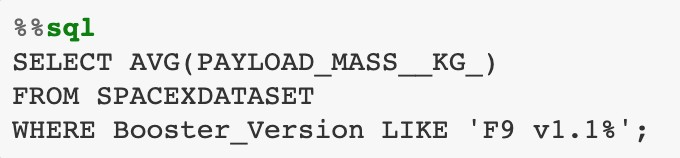 %%sql
SELECT AVG(PAYLOAD_MASS__KG_)
FROM SPACEXDATASET
WHERE Booster_Version LIKE 'F9 v1.1%';